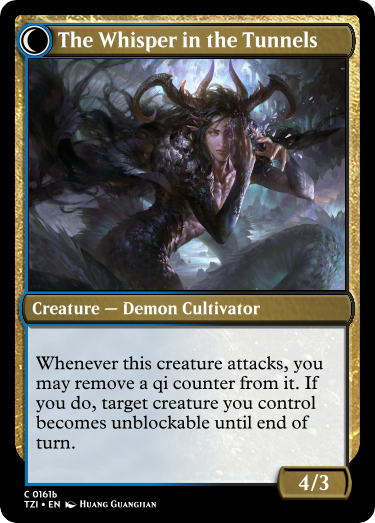 The Whisper in the Tunnels
Creature — Demon Cultivator
Whenever this creature attacks, you
may remove a qi counter from it. If
you do, target creature you control
becomes unblockable until end of
turn.
4/3
C 0161b
TZI • EN Huang Guangjian